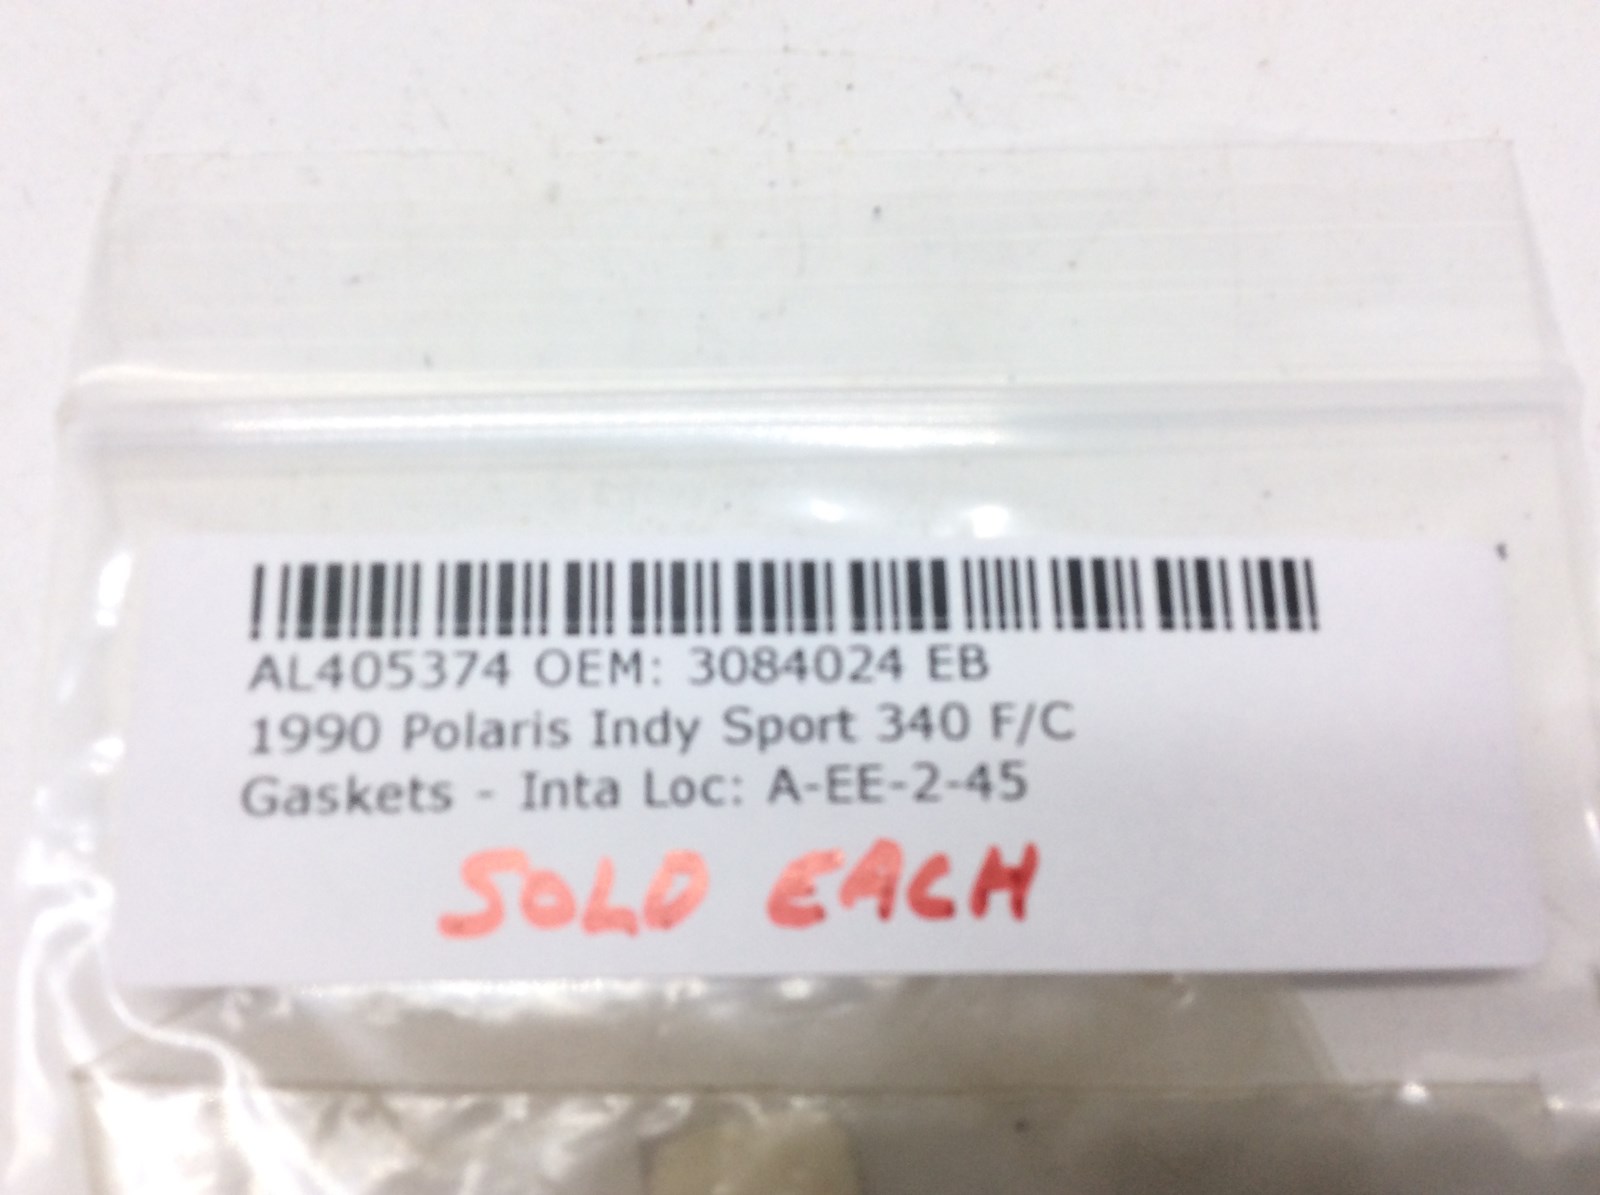 AL405374 OEM: 3084024 EB
1990 Polaris Indy Sport 340 F/C
Gaskets - Inta Loc: A-EE-2-45
SOLD EACH